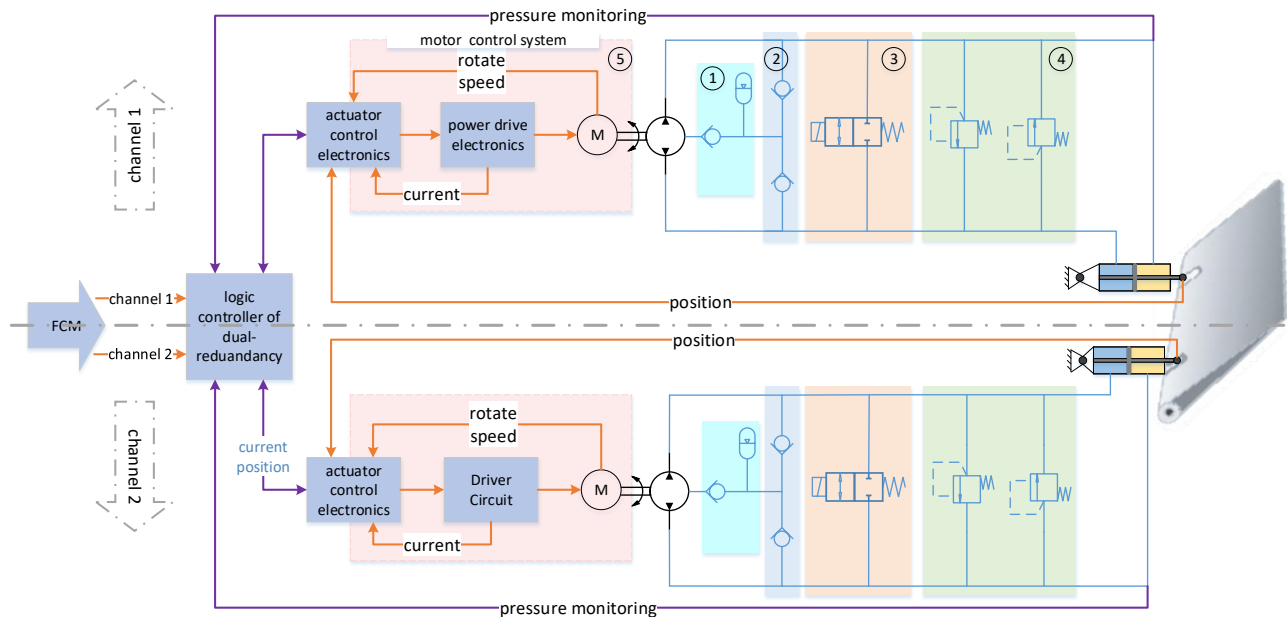 pressure monitoring
motor control system
⑤
①
②
③
④
rotate
speed
channel 1
actuator
control
electronics
power drive
electronics
M
current
position
FCM
channel 1
channel 2
logic
controller of
dual-
reduandancy
position
channel 2
current
position
rotate
speed
actuator
control
electronics
Driver
Circuit
M
current
pressure monitoring